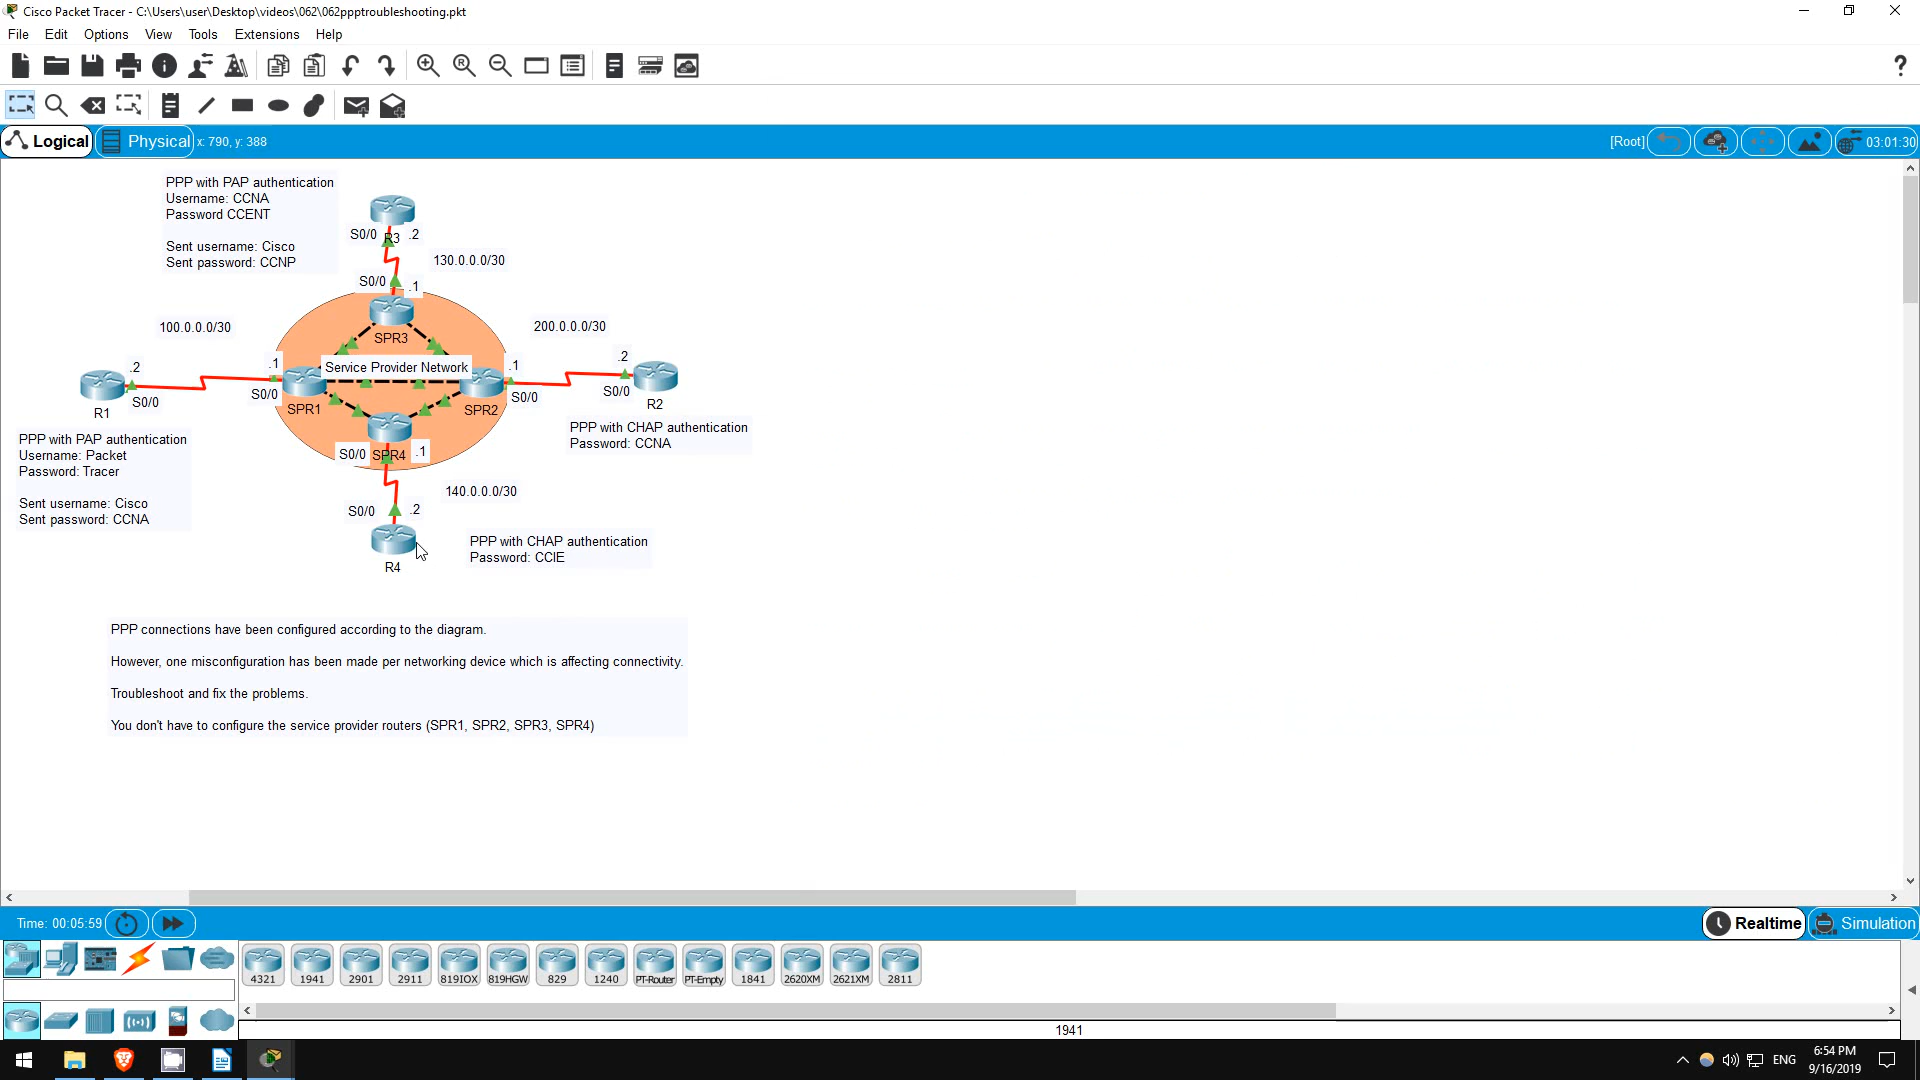 Cisco Packet Tracer - C:\Users\user\Desktop\videos\062\062ppptroubleshooting.pkt
File Edit Options View Tools Extensions Help
Logical Physical x: 790, y: 388 [Root] 03:01:30
PPP with PAP authentication
Username: CCNA
Password CCENT
Sent username: Cisco
Sent password: CCNP
S0/0 R3 .2
130.0.0.0/30
S0/0 .1
SPR3
100.0.0.0/30
200.0.0.0/30
Service Provider Network
.2
S0/0
R1
.1
S0/0
SPR1
.1
S0/0
SPR2
.2
S0/0
R2
PPP with PAP authentication
Username: Packet
Password: Tracer
Sent username: Cisco
Sent password: CCNA
PPP with CHAP authentication
Password: CCNA
S0/0 SPR4 .1
140.0.0.0/30
S0/0 .2
R4
PPP with CHAP authentication
Password: CCIE
PPP connections have been configured according to the diagram.
However, one misconfiguration has been made per networking device which is affecting connectivity.
Troubleshoot and fix the problems.
You don't have to configure the service provider routers (SPR1, SPR2, SPR3, SPR4)
Time: 00:05:59 Realtime Simulation
4321 1941 2901 2911 819IOX 819HGW 829 1240 PT-Router PT-Empty 1841 2620XM 2621XM 2811
1941
ENG
6:54 PM
9/16/2019